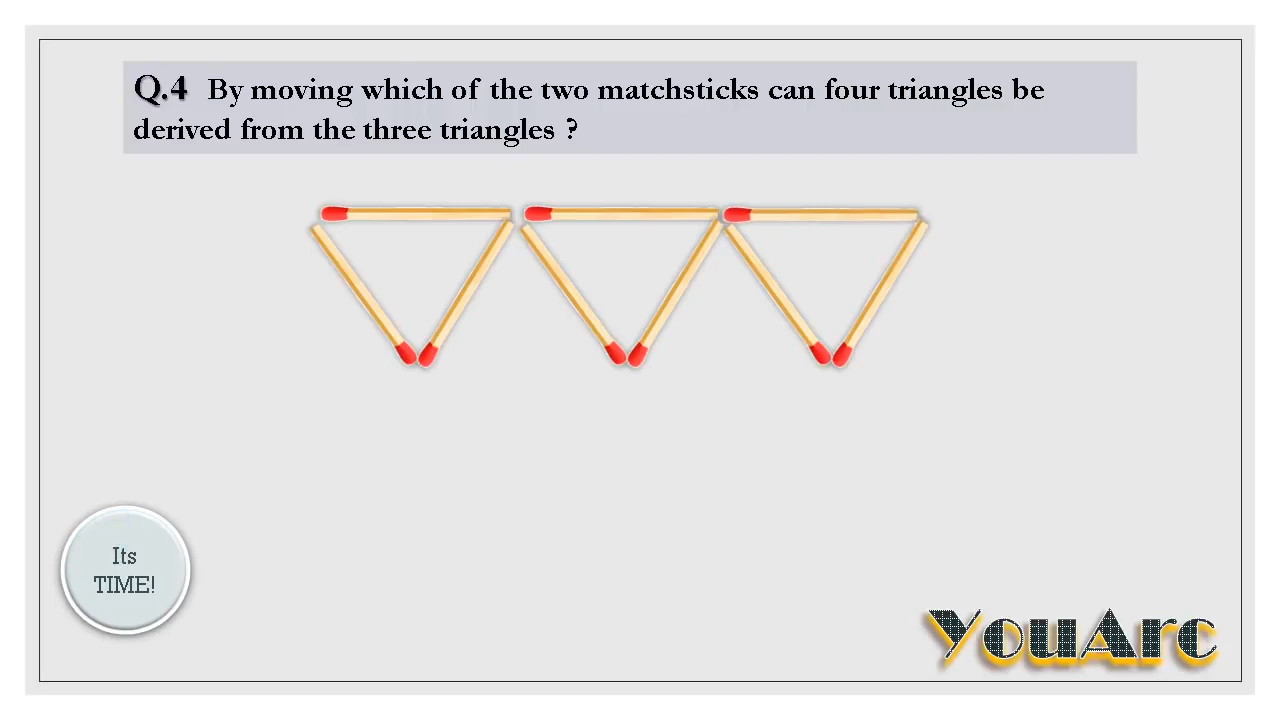 Q.4 By moving which of the two matchsticks can four triangles be
derived from the three triangles ?
Its
TIME!
YouArc